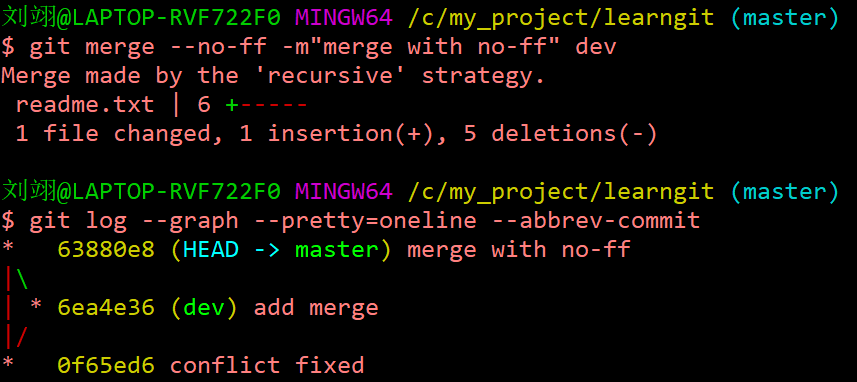 刘翊@LAPTOP-RVF722F0 MINGW64 /c/my_project/learngit (master)
$ git merge --no-ff -m"merge with no-ff" dev
Merge made by the 'recursive' strategy.
 readme.txt | 6 +-----
 1 file changed, 1 insertion(+), 5 deletions(-)

刘翊@LAPTOP-RVF722F0 MINGW64 /c/my_project/learngit (master)
$ git log --graph --pretty=oneline --abbrev-commit
*   63880e8 (HEAD -> master) merge with no-ff
|\
| * 6ea4e36 (dev) add merge
|/
*   0f65ed6 conflict fixed